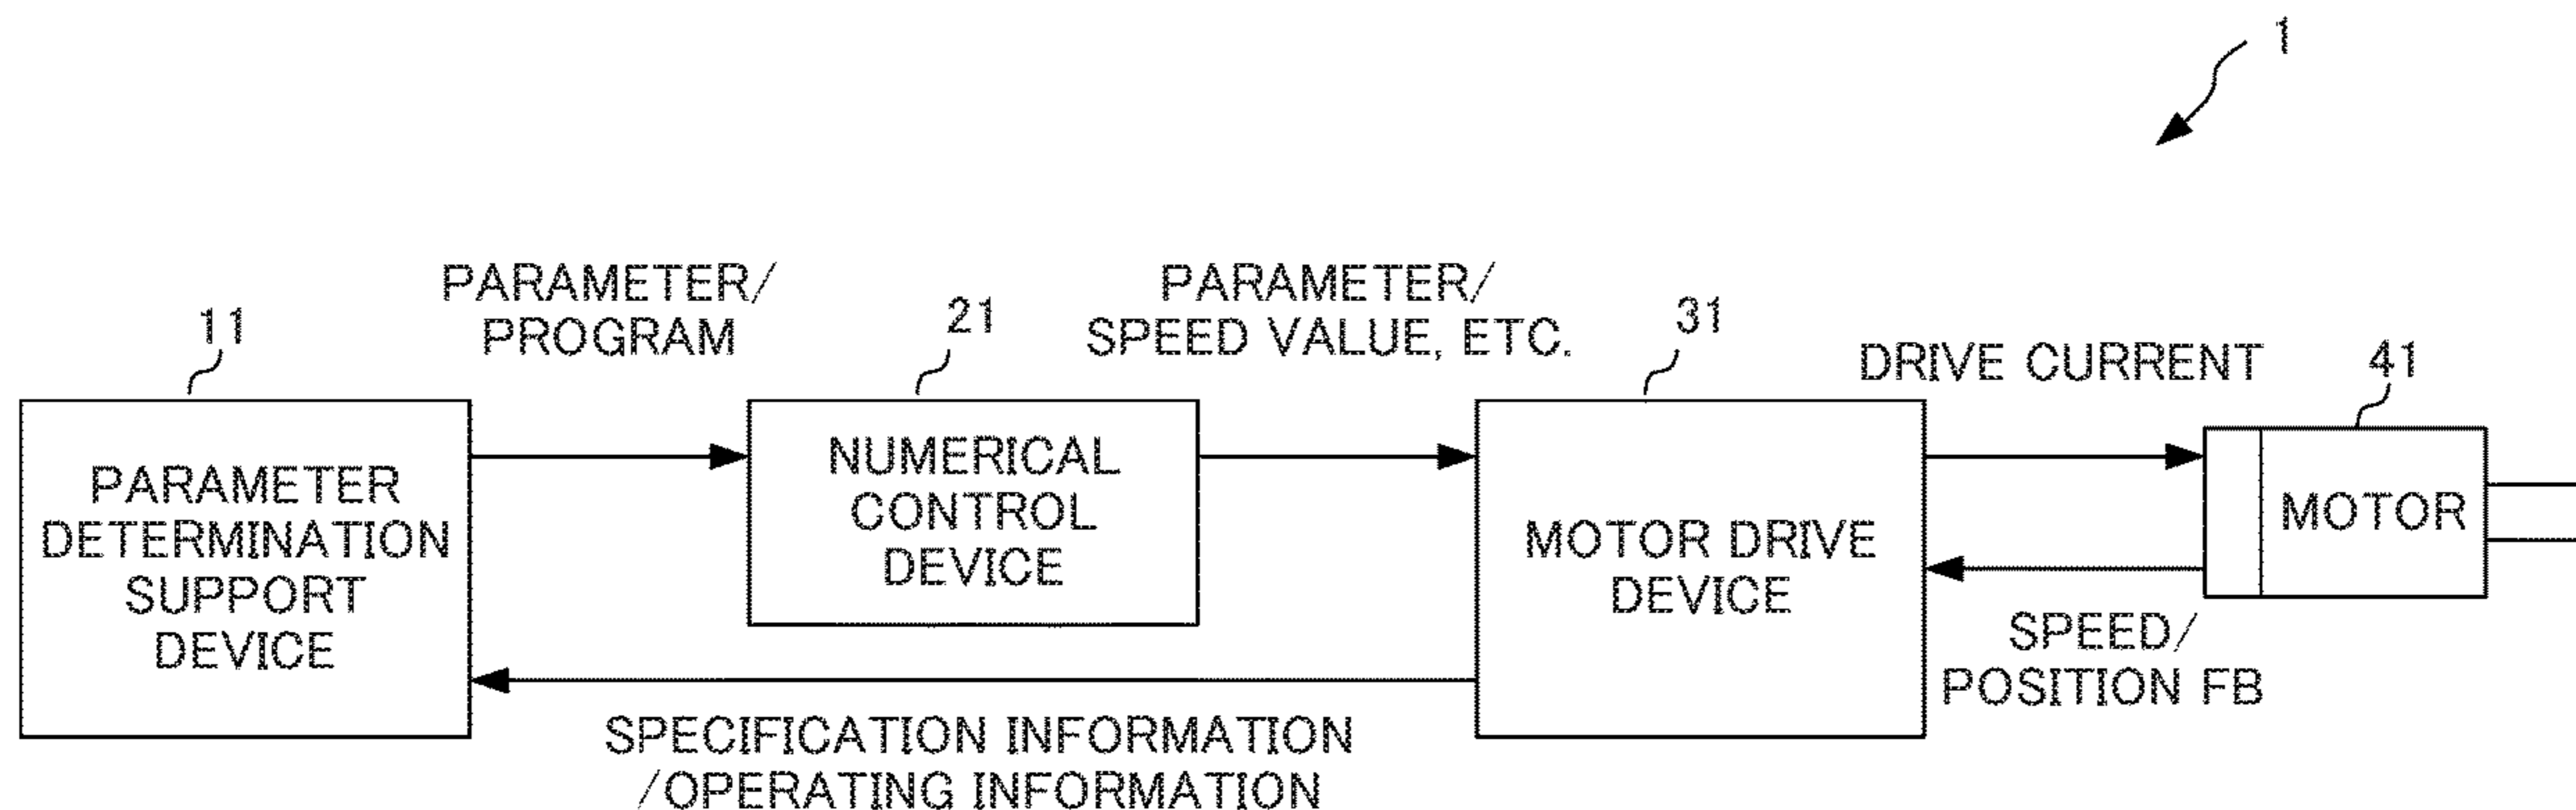 1
PARAMETER/
PROGRAM
PARAMETER/
SPEED VALUE, ETC.
11
21
31
DRIVE CURRENT
41
PARAMETER
DETERMINATION
SUPPORT
DEVICE
NUMERICAL
CONTROL
DEVICE
MOTOR DRIVE
DEVICE
MOTOR
SPEED/
POSITION FB
SPECIFICATION INFORMATION
/OPERATING INFORMATION